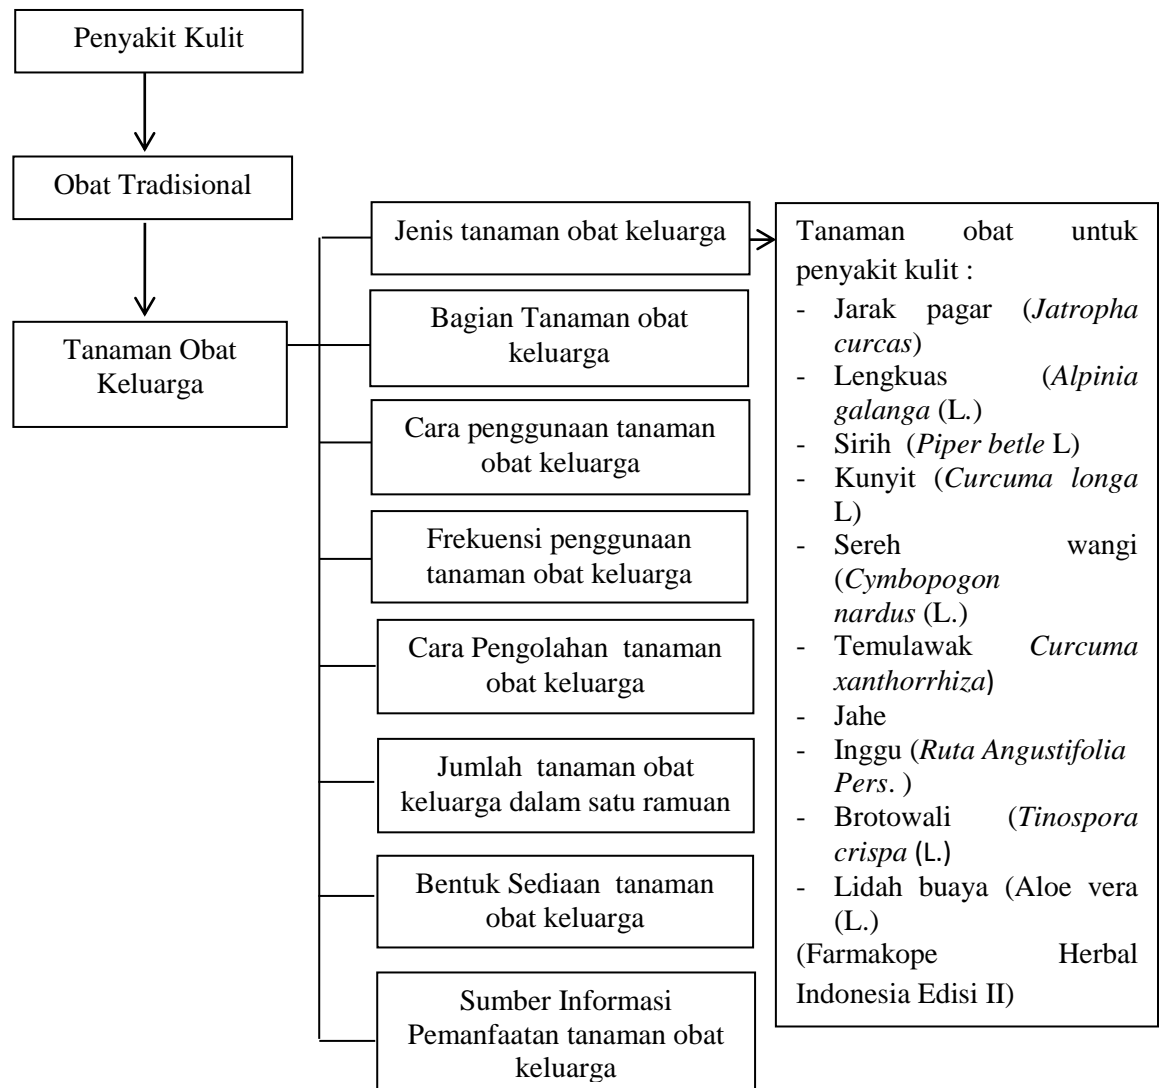 Penyakit Kulit
Obat Tradisional
Tanaman Obat
Keluarga
Jenis tanaman obat keluarga
Bagian Tanaman obat
keluarga
Cara penggunaan tanaman
obat keluarga
Frekuensi penggunaan
tanaman obat keluarga
Cara Pengolahan tanaman
obat keluarga
Jumlah tanaman obat
keluarga dalam satu ramuan
Bentuk Sediaan tanaman
obat keluarga
Sumber Informasi
Pemanfaatan tanaman obat
keluarga
Tanaman obat untuk
penyakit kulit :
- Jarak pagar (Jatropha
curcas)
- Lengkuas (Alpinia
galanga (L.)
- Sirih (Piper betle L)
- Kunyit (Curcuma longa
L)
- Sereh wangi
(Cymbopogon
nardus (L.)
- Temulawak Curcuma
xanthorrhiza)
- Jahe
- Inggu (Ruta Angustifolia
Pers. )
- Brotowali (Tinospora
crispa (L.)
- Lidah buaya (Aloe vera
(L.)
(Farmakope Herbal
Indonesia Edisi II)